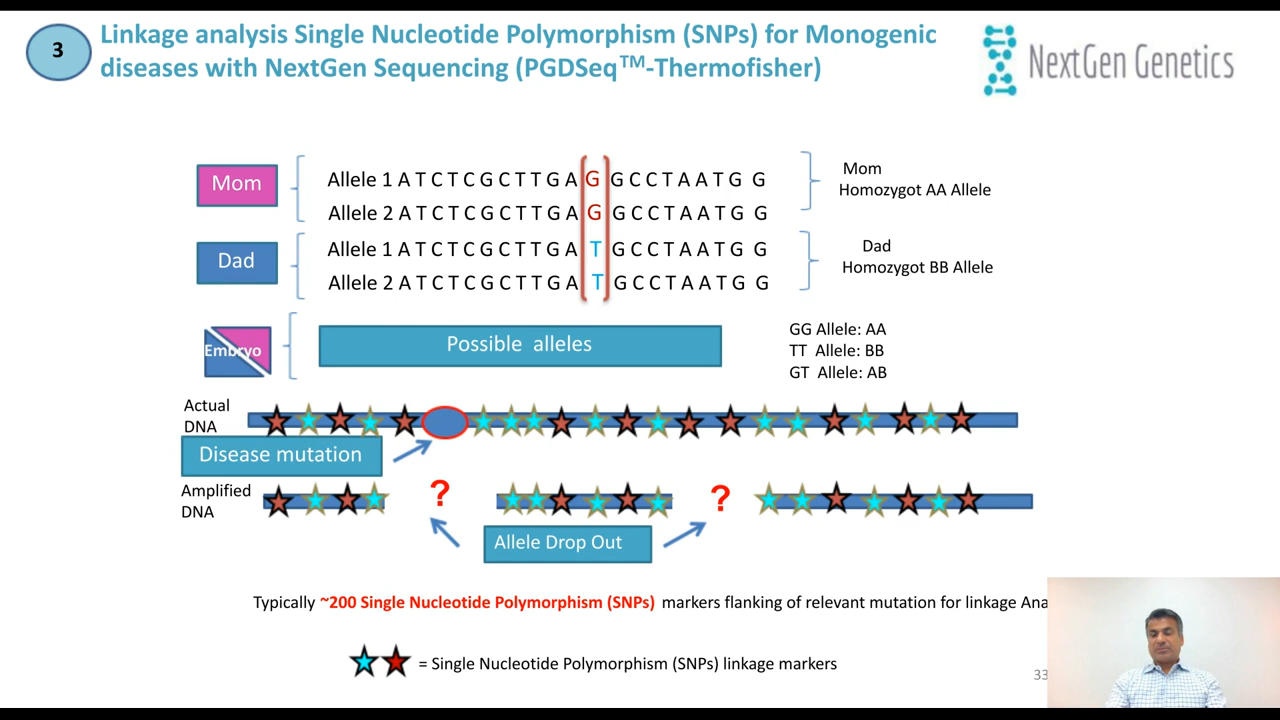 3
Linkage analysis Single Nucleotide Polymorphism (SNPs) for Monogenic
diseases with NextGen Sequencing (PGDSeq™-Thermofisher)
NextGen Genetics
Mom
Allele 1 A T C T C G C T T G A G G C C T A A T G G
Allele 2 A T C T C G C T T G A G G C C T A A T G G
Mom
Homozygot AA Allele
Dad
Allele 1 A T C T C G C T T G A T G C C T A A T G G
Allele 2 A T C T C G C T T G A T G C C T A A T G G
Dad
Homozygot BB Allele
Embryo
Possible alleles
GG Allele: AA
TT Allele: BB
GT Allele: AB
Actual
DNA
Disease mutation
Amplified
DNA
?
?
Allele Drop Out
Typically ~200 Single Nucleotide Polymorphism (SNPs) markers flanking of relevant mutation for linkage Ana
= Single Nucleotide Polymorphism (SNPs) linkage markers
33